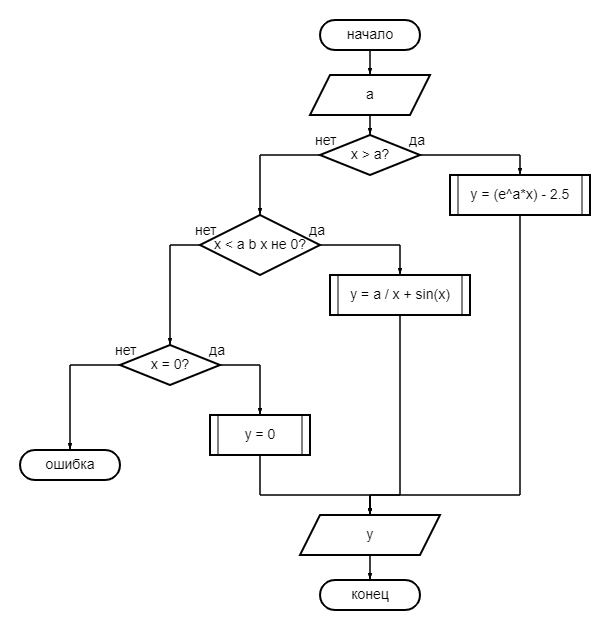 начало
a
нет
да
x > a?
y = (e^a*x) - 2.5
нет
да
x < a b x не 0?
y = a / x + sin(x)
нет
да
x = 0?
y = 0
ошибка
y
конец